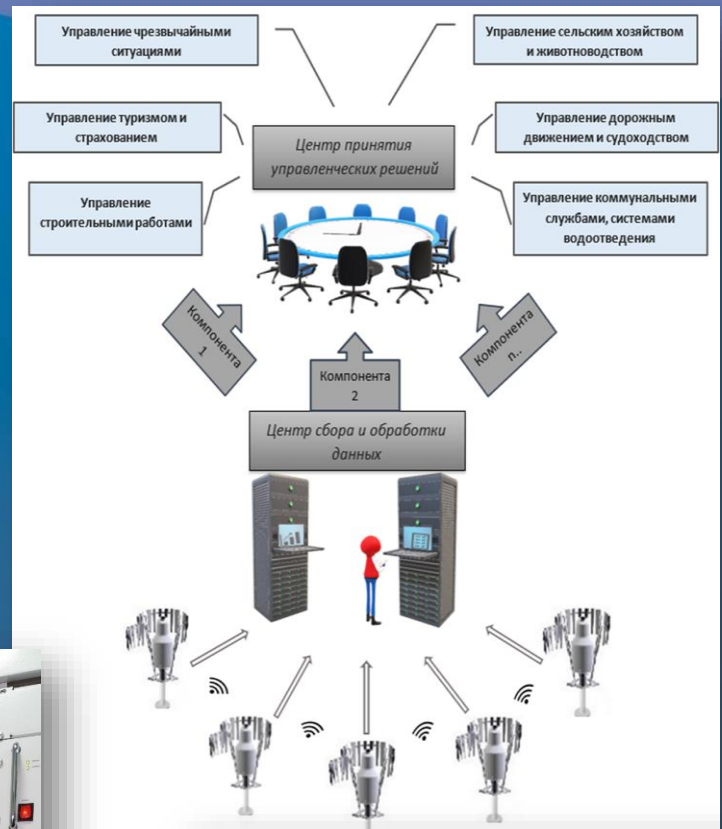 Управление чрезвычайными
ситуациями
Управление сельским хозяйством
и животноводством
Управление туризмом и
страхованием
Управление дорожным
движением и судоходством
Центр принятия
управленческих решений
Управление
строительными работами
Управление коммунальными
службами, системами
водоотведения
Компонента
1
Компонента
2
Компонента
n..
Центр сбора и обработки
данных